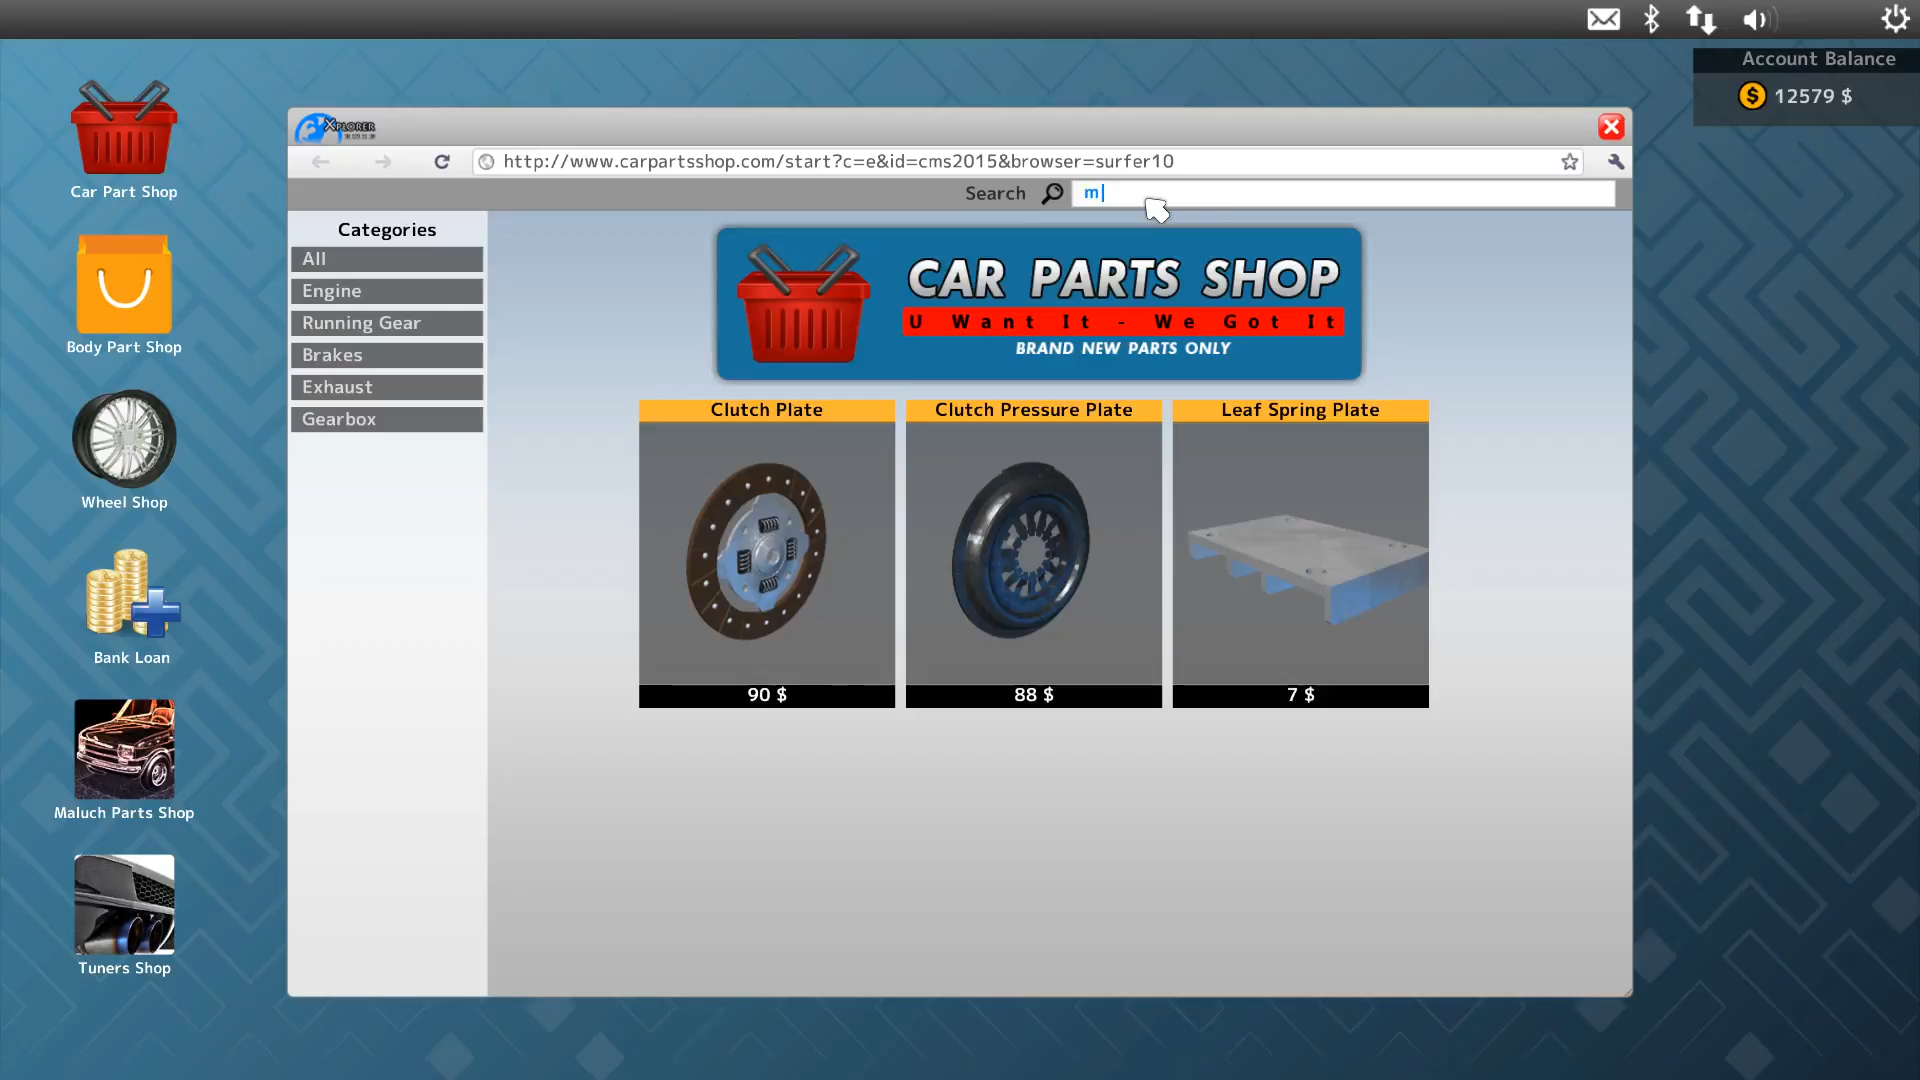 Account Balance
$ 12579 $
Car Part Shop
Body Part Shop
Wheel Shop
Bank Loan
Maluch Parts Shop
Tuners Shop
XPLORER
http://www.carpartsshop.com/start?c=e&id=cms2015&browser=surfer10
Search m
Categories
All
Engine
Running Gear
Brakes
Exhaust
Gearbox
CAR PARTS SHOP
U Want It - We Got It
BRAND NEW PARTS ONLY
Clutch Plate
90 $
Clutch Pressure Plate
88 $
Leaf Spring Plate
7 $